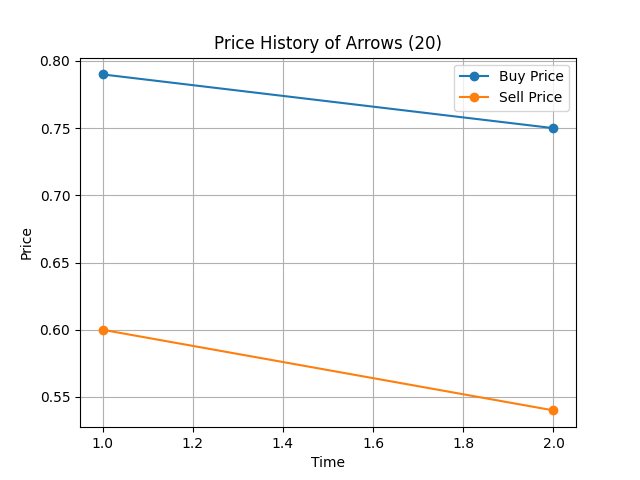 Price History of Arrows (20)
Buy Price
Sell Price
0.80
0.75
0.70
0.65
0.60
0.55
Price
1.0 1.2 1.4 1.6 1.8 2.0
Time